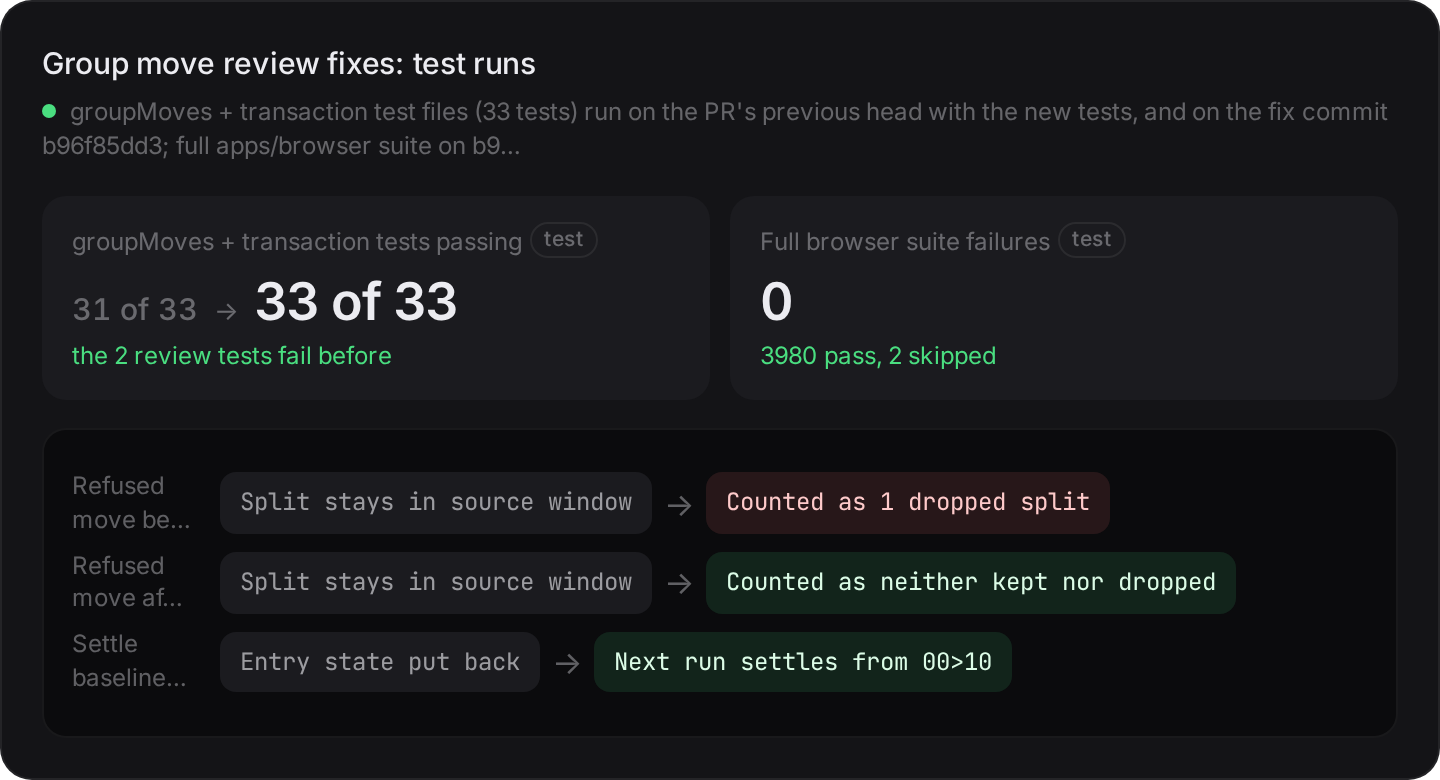 Group move review fixes: test runs
groupMoves + transaction test files (33 tests) run on the PR's previous head with the new tests, and on the fix commit
b96f85dd3; full apps/browser suite on b9...
groupMoves + transaction tests passing test
31 of 33 → 33 of 33
the 2 review tests fail before
Full browser suite failures test
0
3980 pass, 2 skipped
Refused
move be...
Split stays in source window → Counted as 1 dropped split
Refused
move af...
Split stays in source window → Counted as neither kept nor dropped
Settle
baseline...
Entry state put back → Next run settles from 00>10